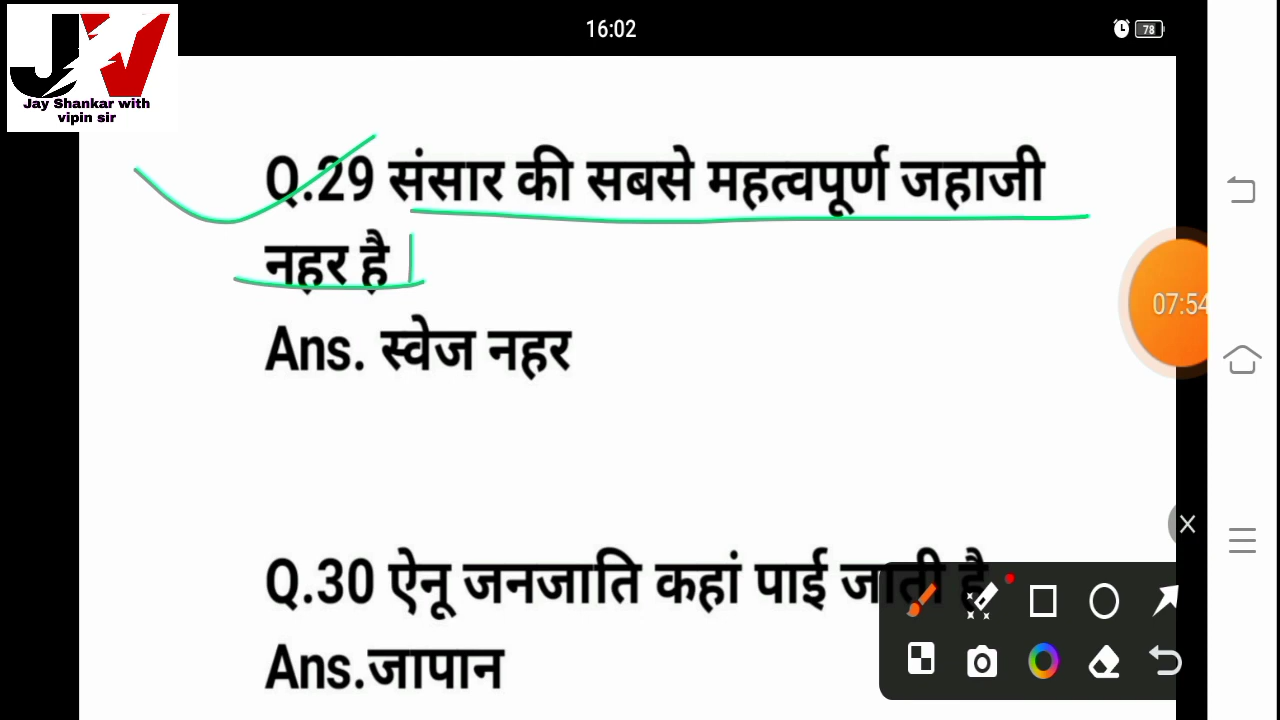 16:02
78
JV
Jay Shankar with
vipin sir
Q.29 संसार की सबसे महत्वपूर्ण जहाजी
नहर है
Ans. स्वेज नहर
07:54
Q.30 ऐनू जनजाति कहां पाई जाती है
Ans.जापान